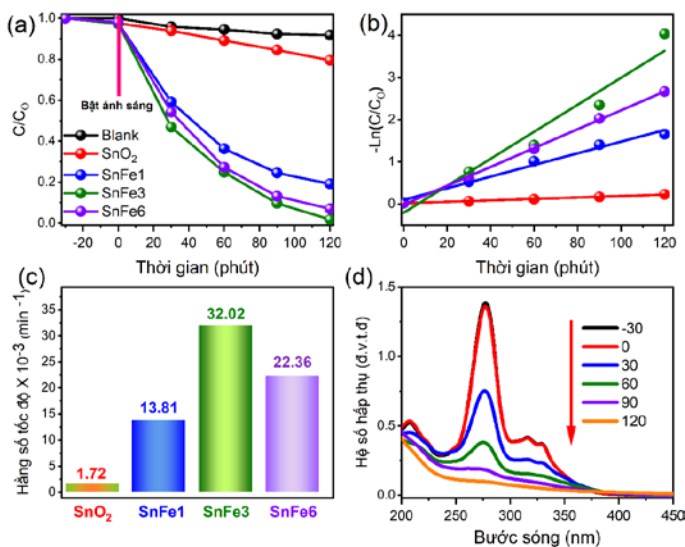 (a)
C/C₀
1.0
0.8
0.6
0.4
0.2
0.0
Bật ánh sáng
Blank
SnO₂
SnFe1
SnFe3
SnFe6
-20 0 20 40 60 80 100 120
Thời gian (phút)
(b)
-Ln(C/C₀)
4
3
2
1
0
0 30 60 90 120
Thời gian (phút)
(c)
Hằng số tốc độ X 10⁻³ (min⁻¹)
35
30
25
20
15
10
5
0
1.72
13.81
32.02
22.36
SnO₂ SnFe1 SnFe3 SnFe6
(d)
Hệ số hấp thụ (đ.v.t.đ)
1.5
1.0
0.5
0.0
-30
0
30
60
90
120
200 250 300 350 400 450
Bước sóng (nm)